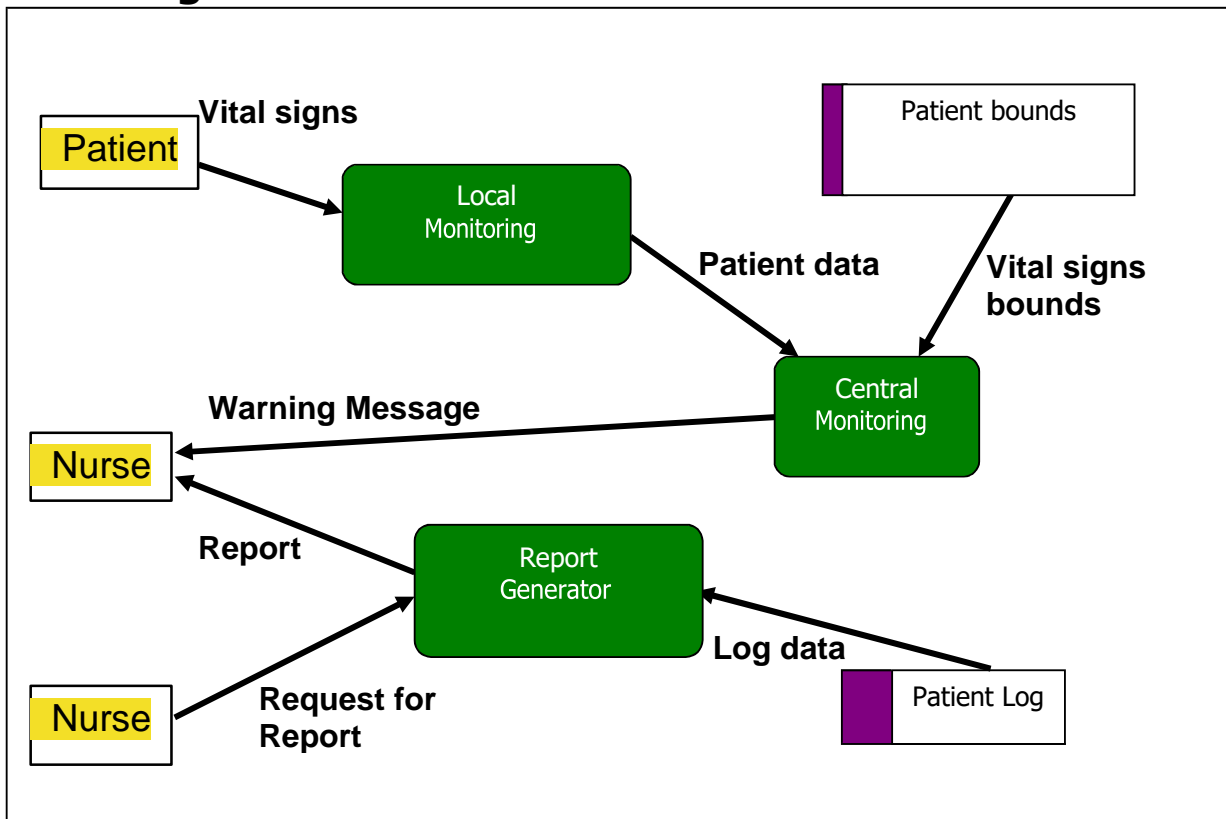 Vital signs
Patient bounds
Patient
Local
Monitoring
Patient data
Vital signs
bounds
Central
Monitoring
Warning Message
Nurse
Report
Report
Generator
Log data
Nurse
Request for
Report
Patient Log